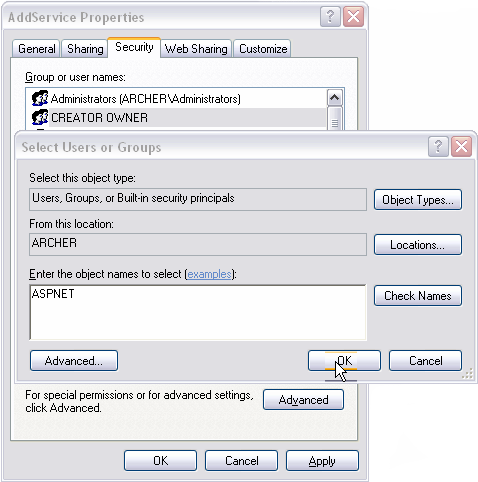 AddService Properties
General Sharing Security Web Sharing Customize
Group or user names:
Administrators (ARCHER\Administrators)
CREATOR OWNER
Select Users or Groups
Select this object type:
Users, Groups, or Built-in security principals
Object Types...
From this location:
ARCHER
Locations...
Enter the object names to select (examples):
ASPNET
Check Names
Advanced... OK Cancel
For special permissions or for advanced settings,
click Advanced.
Advanced
OK Cancel Apply